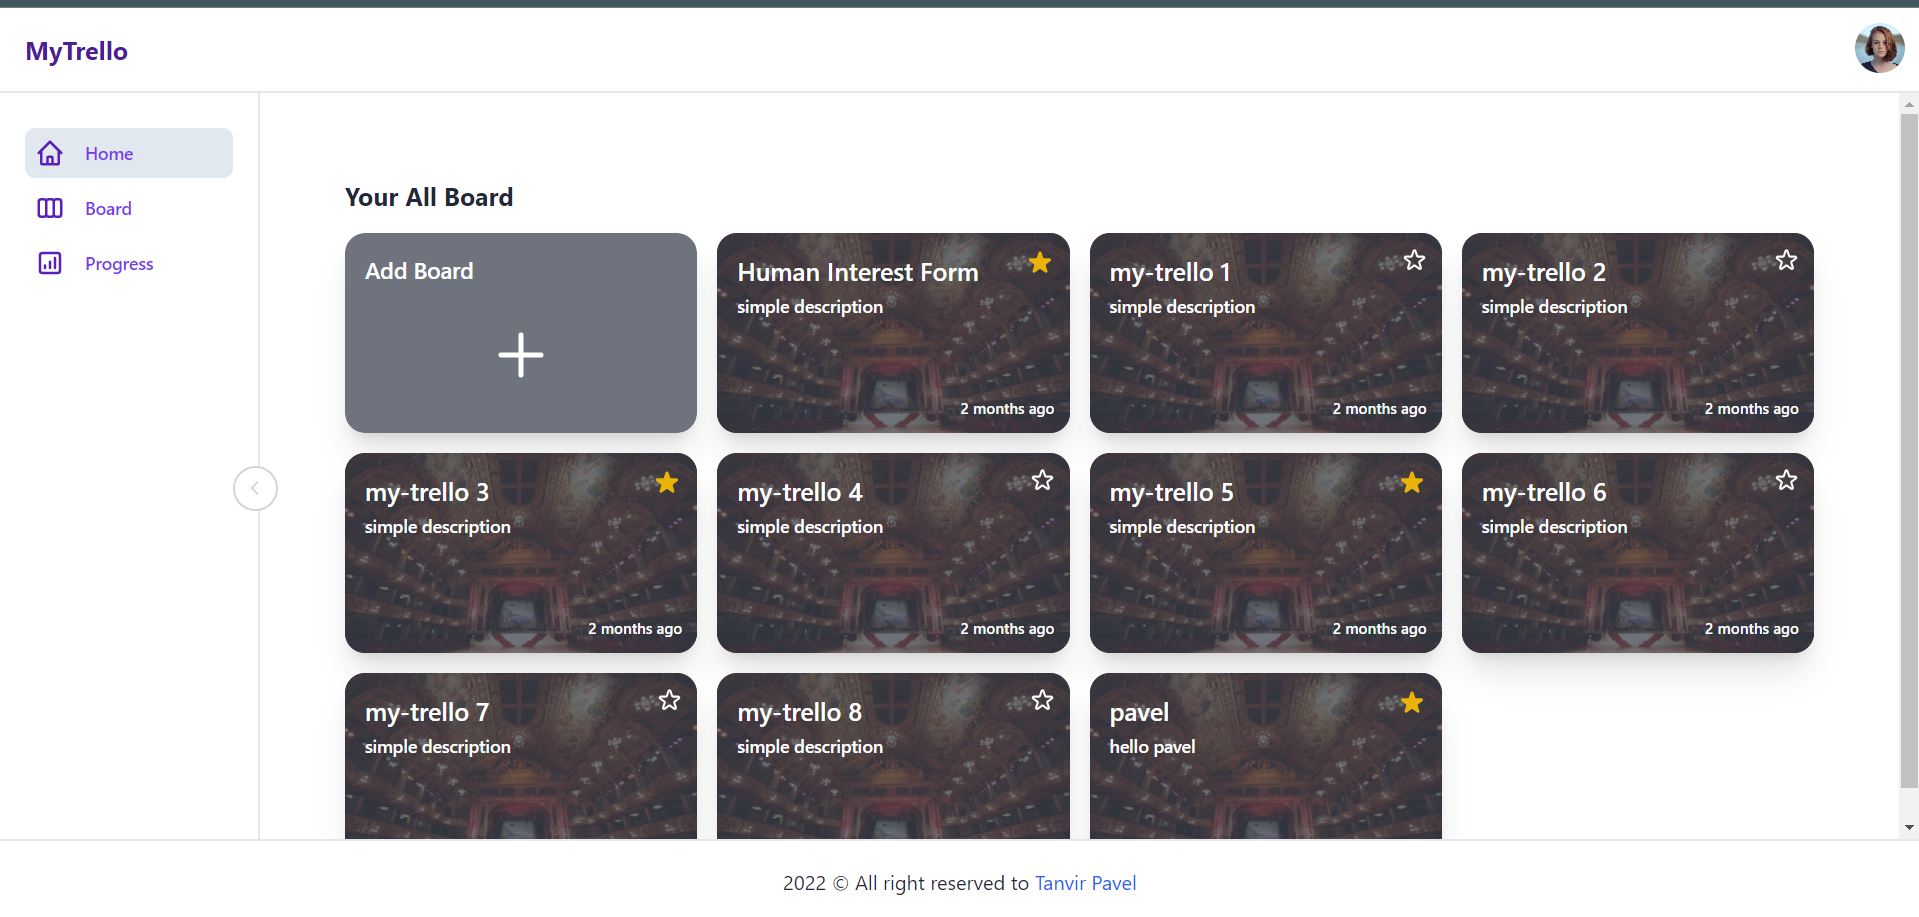 MyTrello
Home
Board
Progress
Your All Board
Add Board
Human Interest Form
simple description
2 months ago
my-trello 1
simple description
2 months ago
my-trello 2
simple description
2 months ago
my-trello 3
simple description
2 months ago
my-trello 4
simple description
2 months ago
my-trello 5
simple description
2 months ago
my-trello 6
simple description
2 months ago
my-trello 7
simple description
my-trello 8
simple description
pavel
hello pavel
2022 © All right reserved to Tanvir Pavel